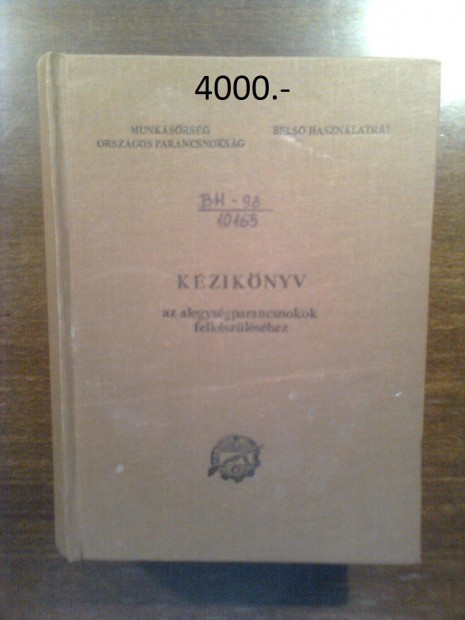 4000.-
MUNKÁSŐRSÉG
ORSZÁGOS PARANCSNOKSÁG
BELSŐ HASZNÁLATRA!
BH-98
10163
KÉZIKÖNYV
az alegységparancsnokok
felkészüléséhez